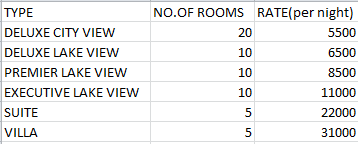 TYPE NO.OF ROOMS RATE(per night)
DELUXE CITY VIEW 20 5500
DELUXE LAKE VIEW 10 6500
PREMIER LAKE VIEW 10 8500
EXECUTIVE LAKE VIEW 10 11000
SUITE 5 22000
VILLA 5 31000